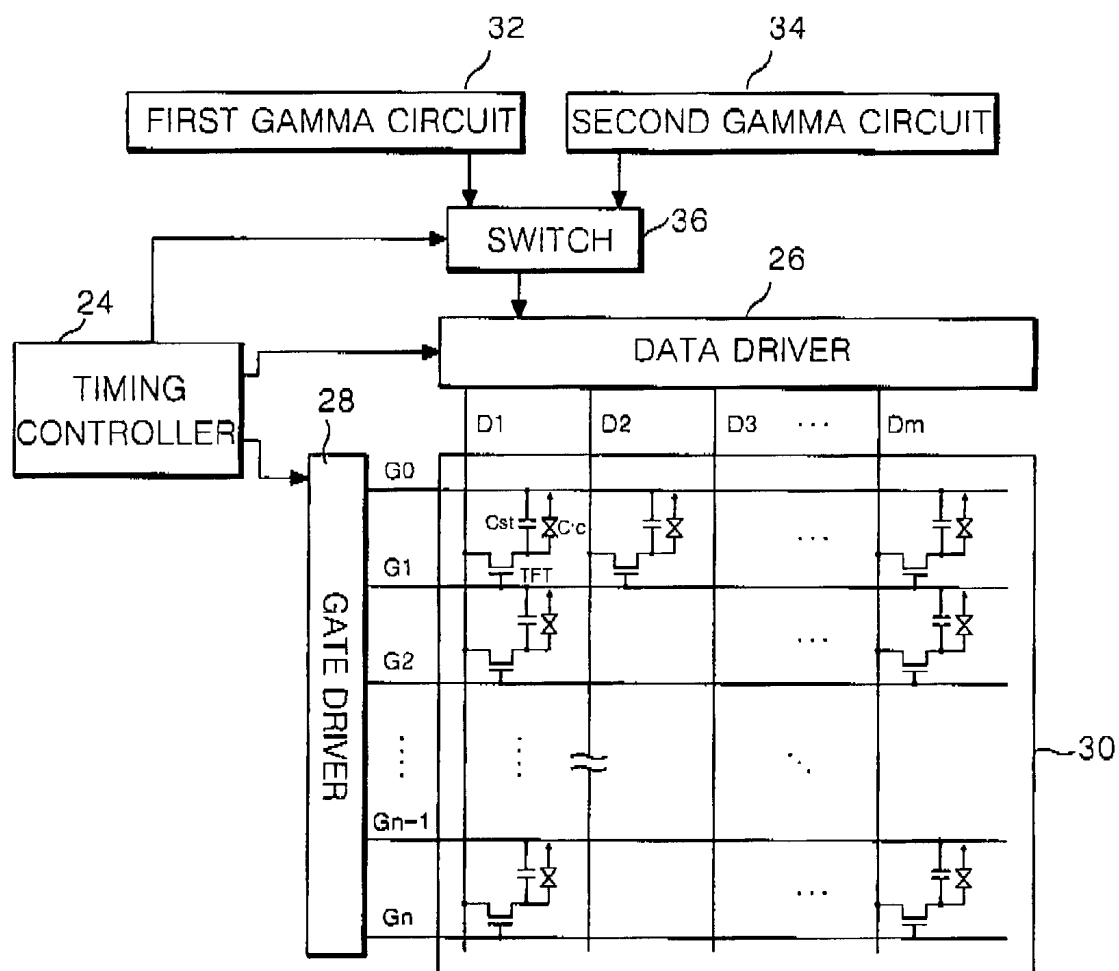 32
34
FIRST GAMMA CIRCUIT
SECOND GAMMA CIRCUIT
SWITCH
36
26
24
DATA DRIVER
TIMING
CONTROLLER
28
D1 D2 D3 ... Dm
G0
Cst
G1
TFT
...
G2
...
GATE DRIVER
30
Gn-1
...
Gn